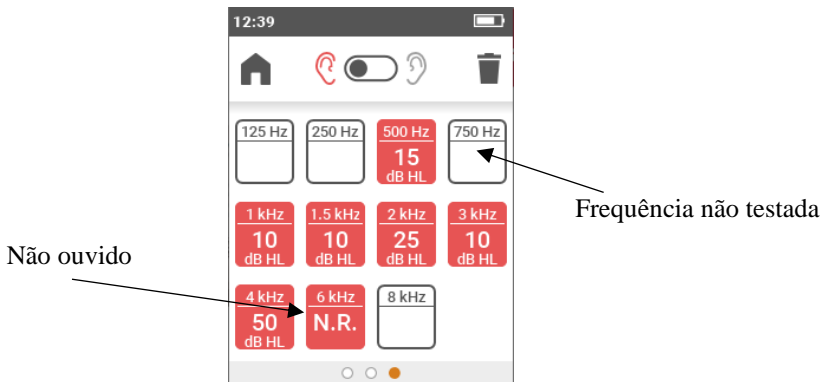 12:39
125 Hz 250 Hz 500 Hz 750 Hz
15
dB HL
Frequência não testada
1 kHz 1.5 kHz 2 kHz 3 kHz
10 10 25 10
dB HL dB HL dB HL dB HL
Não ouvido
4 kHz 6 kHz 8 kHz
50 N.R.
dB HL